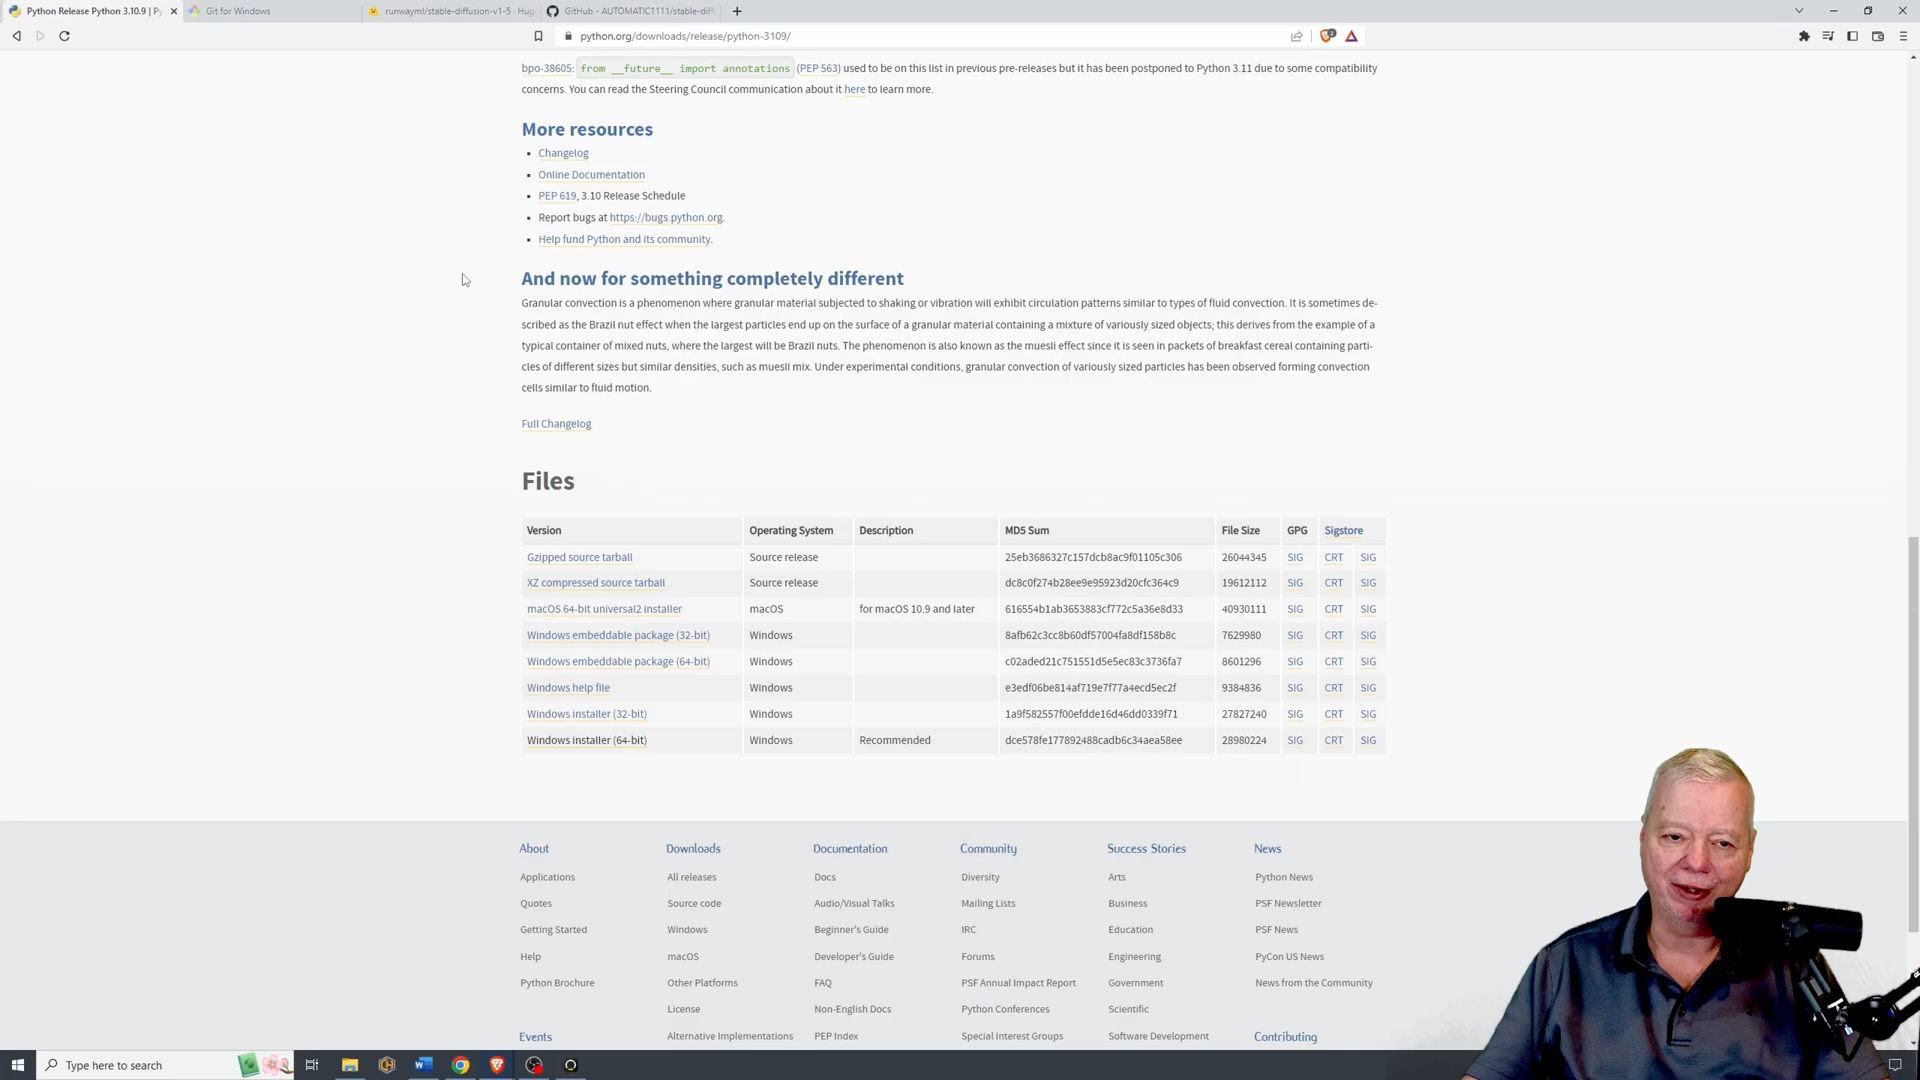 Python Release Python 3.10.9 | Py
Git for Windows
runwayml/stable-diffusion-v1-5 · Hug
GitHub - AUTOMATIC1111/stable-diff
python.org/downloads/release/python-3109/
bpo-38605: from __future__ import annotations (PEP 563) used to be on this list in previous pre-releases but it has been postponed to Python 3.11 due to some compatibility
concerns. You can read the Steering Council communication about it here to learn more.
More resources
Changelog
Online Documentation
PEP 619, 3.10 Release Schedule
Report bugs at https://bugs.python.org.
Help fund Python and its community.
And now for something completely different
Granular convection is a phenomenon where granular material subjected to shaking or vibration will exhibit circulation patterns similar to types of fluid convection. It is sometimes de-
scribed as the Brazil nut effect when the largest particles end up on the surface of a granular material containing a mixture of variously sized objects; this derives from the example of a
typical container of mixed nuts, where the largest will be Brazil nuts. The phenomenon is also known as the muesli effect since it is seen in packets of breakfast cereal containing parti-
cles of different sizes but similar densities, such as muesli mix. Under experimental conditions, granular convection of variously sized particles has been observed forming convection
cells similar to fluid motion.
Full Changelog
Files
Version Operating System Description MD5 Sum File Size GPG Sigstore
Gzipped source tarball Source release 25eb3686327c157dcb8ac9f01105c306 26044345 SIG CRT SIG
XZ compressed source tarball Source release dc8c0f274b28ee9e95923d20cfc364c9 19612112 SIG CRT SIG
macOS 64-bit universal2 installer macOS for macOS 10.9 and later 616554b1ab3653883cf772c5a36e8d33 40930111 SIG CRT SIG
Windows embeddable package (32-bit) Windows 8afb62c3cc8b60df57004fa8df158b8c 7629980 SIG CRT SIG
Windows embeddable package (64-bit) Windows c02aded21c751551d5e5ec83c3736fa7 8601296 SIG CRT SIG
Windows help file Windows e3edf06be814af719e7f77a4ecd5ec2f 9384836 SIG CRT SIG
Windows installer (32-bit) Windows 1a9f582557f00efdde16d46dd0339f71 27827240 SIG CRT SIG
Windows installer (64-bit) Windows Recommended dce578fe177892488cadb6c34aea58ee 28980224 SIG CRT SIG
About Downloads Documentation Community Success Stories News
Applications All releases Docs Diversity Arts Python News
Quotes Source code Audio/Visual Talks Mailing Lists Business PSF Newsletter
Getting Started Windows Beginner's Guide IRC Education PSF News
Help macOS Developer's Guide Forums Engineering PyCon US News
Python Brochure Other Platforms FAQ PSF Annual Impact Report Government News from the Community
License Non-English Docs Python Conferences Scientific
Events Alternative Implementations PEP Index Special Interest Groups Software Development Contributing
Type here to search